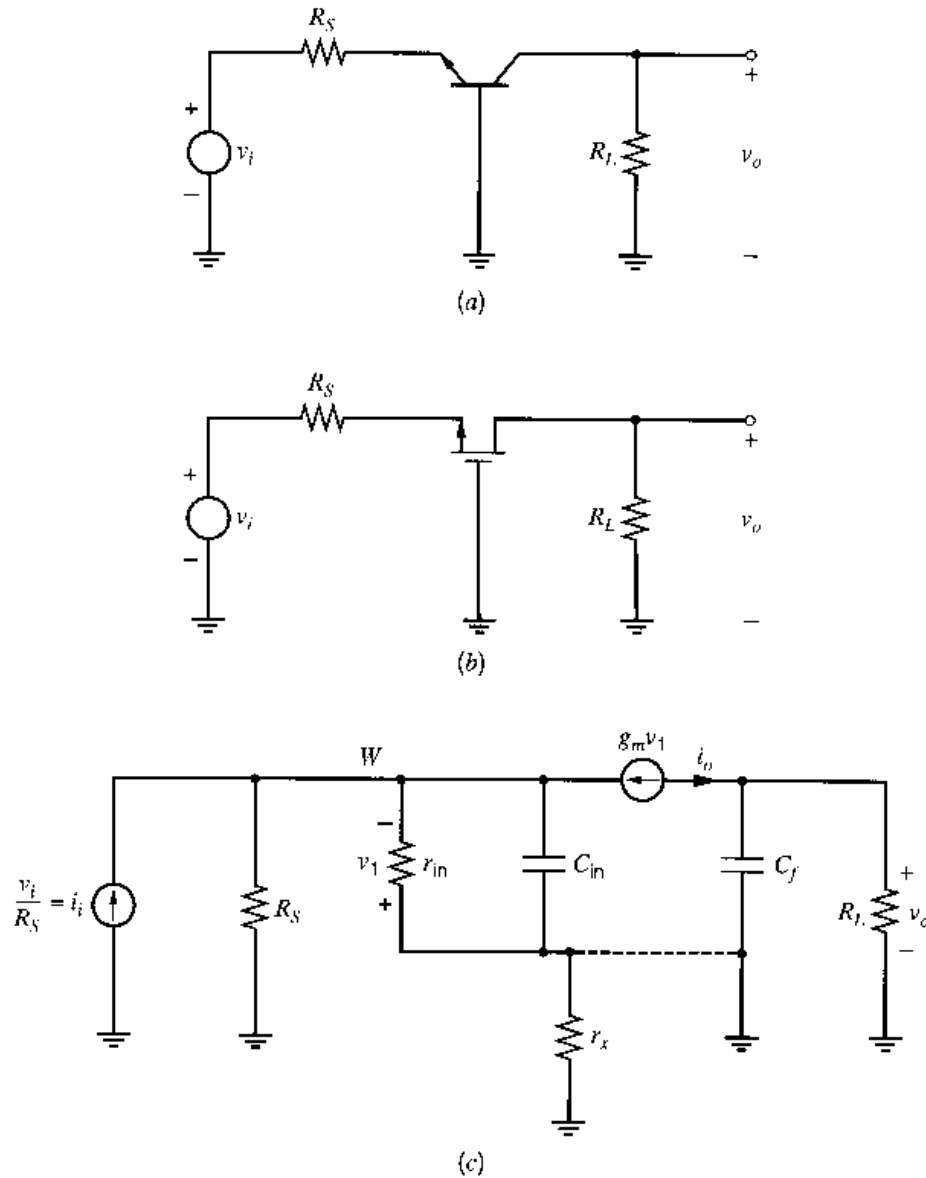 R_S
+
v_i
−
R_L
+
v_o
−
(a)
R_S
+
v_i
−
R_L
+
v_o
−
(b)
W
g_m v_1
i_o
v_i/R_S = i_i
R_S
−
v_1
+
r_in
C_in
C_f
R_L
+
v_o
−
r_x
(c)